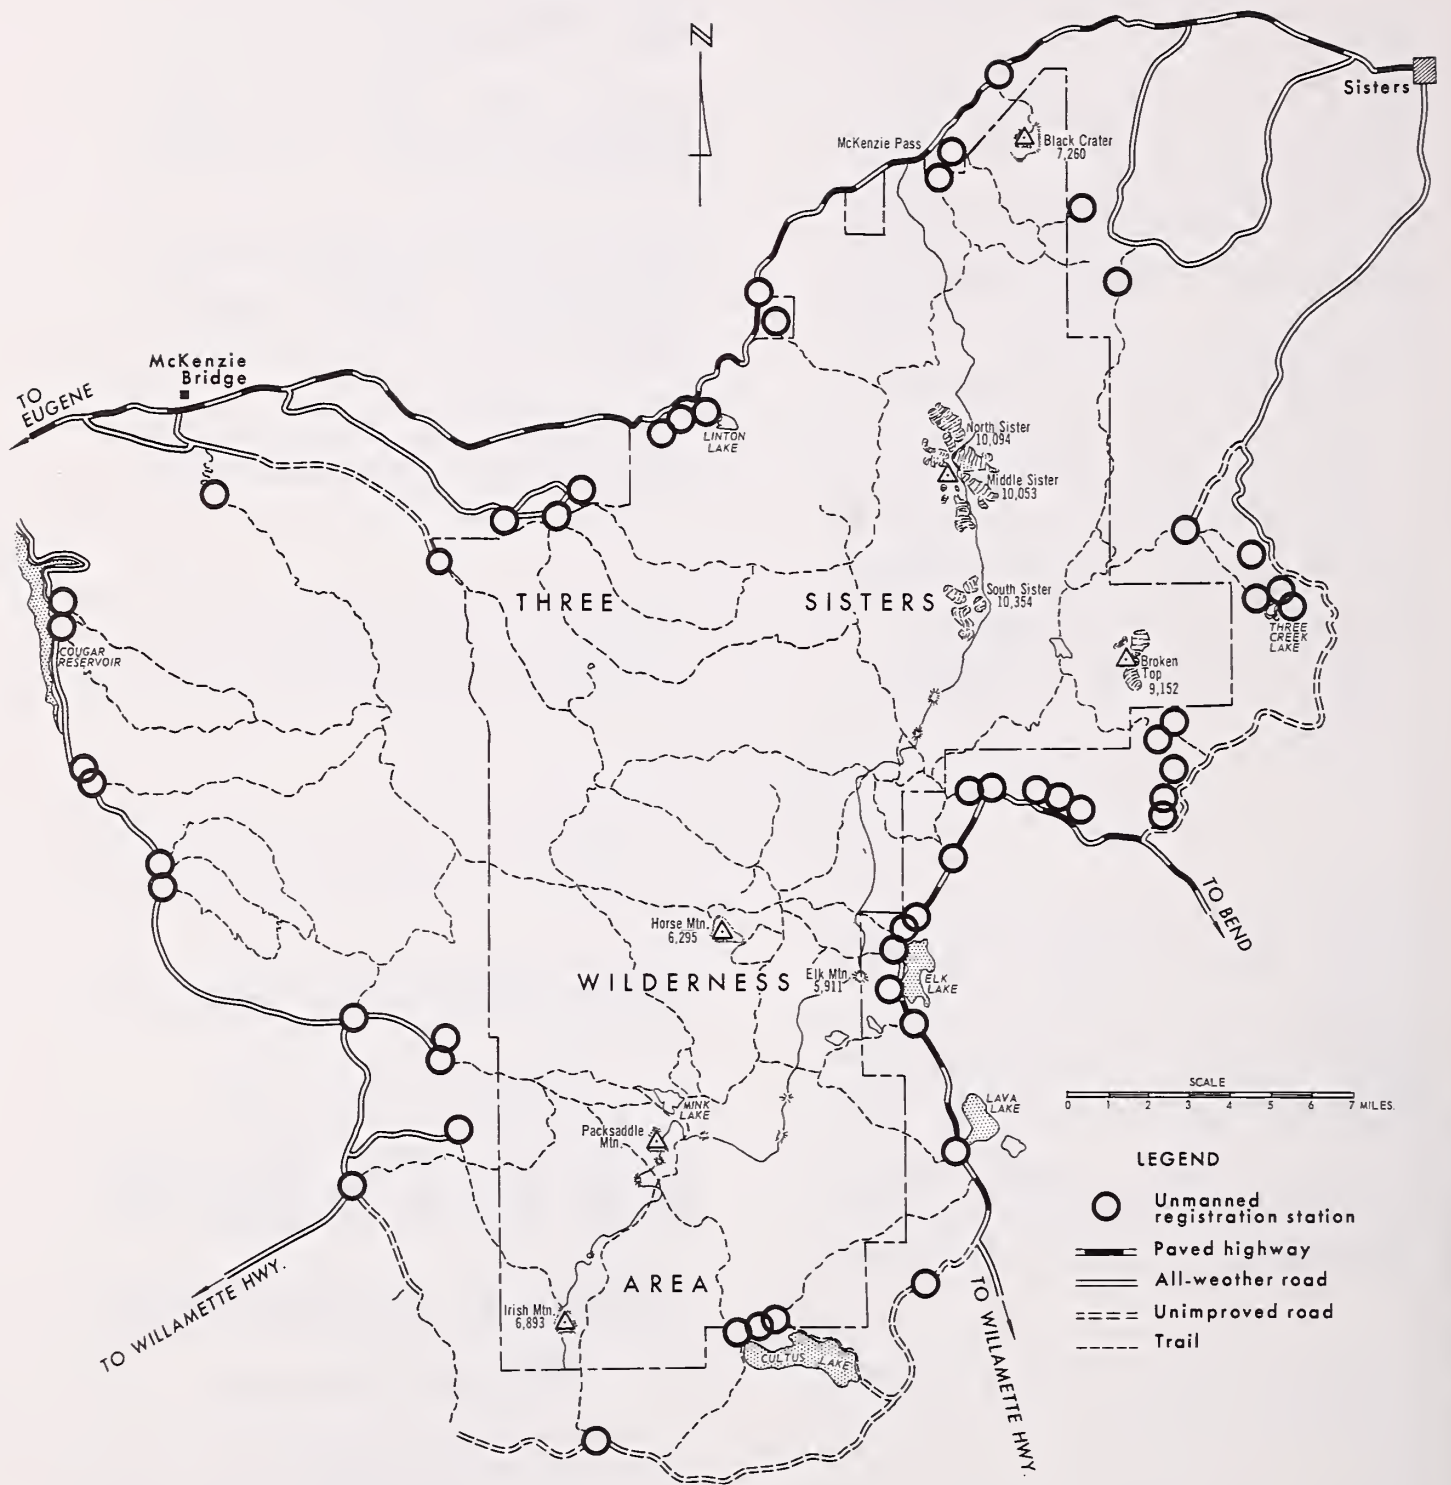 N
Sisters
McKenzie Pass
Black Crater
7,260
McKenzie
Bridge
TO
EUGENE
LINTON
LAKE
North Sister
10,094
Middle Sister
10,053
THREE SISTERS
South Sister
10,354
COUGAR
RESERVOIR
THREE
CREEK
LAKE
Broken
Top
9,152
TO BEND
Horse Mtn.
6,295
WILDERNESS
Elk Mtn.
5,911
ELK
LAKE
MINK
LAKE
LAVA
LAKE
Packsaddle
Mtn.
SCALE
0 1 2 3 4 5 6 7 MILES.
LEGEND
Unmanned
registration station
Paved highway
All-weather road
Unimproved road
Trail
AREA
Irish Mtn.
6,893
CULTUS LAKE
TO WILLAMETTE HWY.
TO WILLAMETTE HWY.